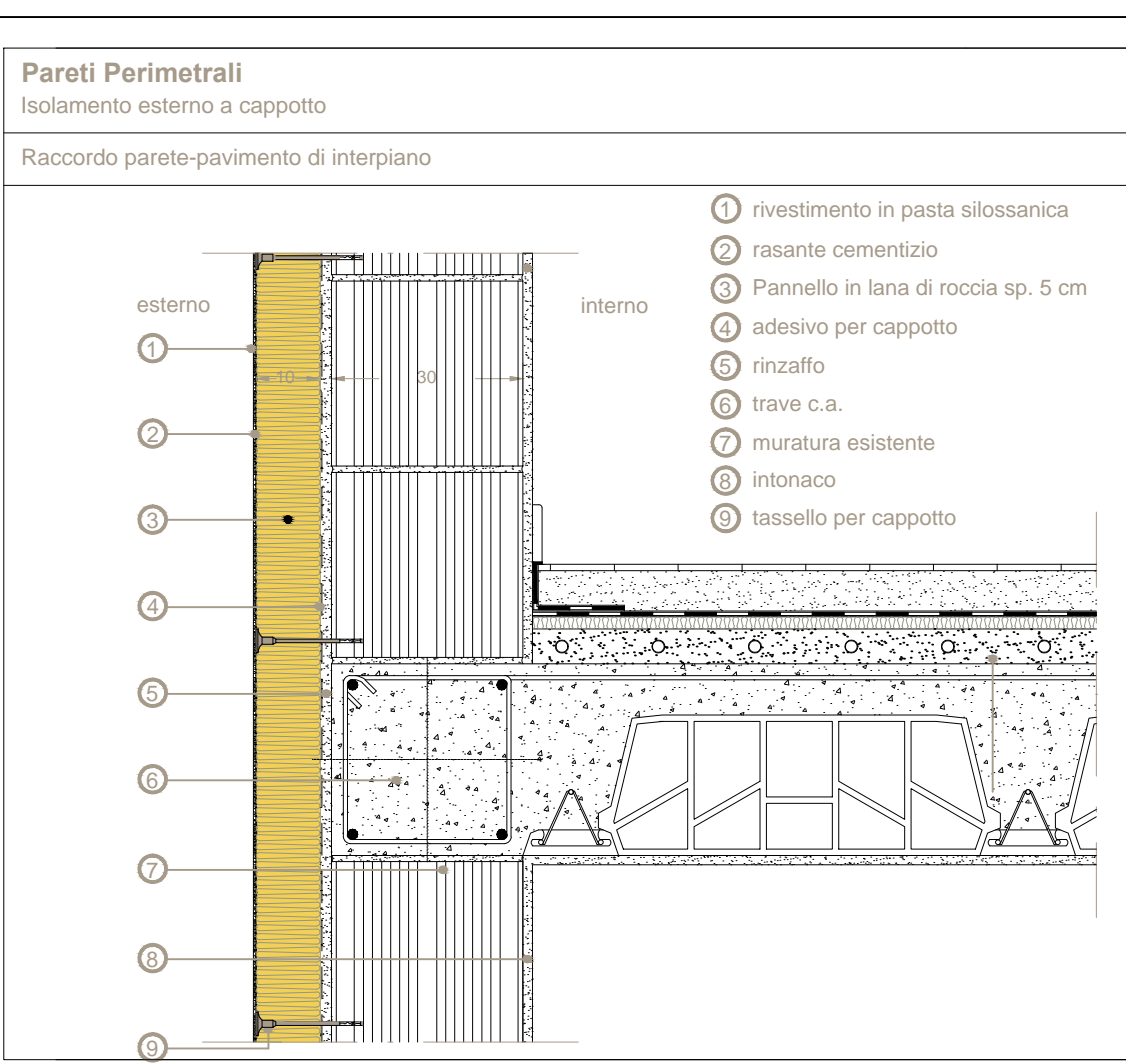 Pareti Perimetrali
Isolamento esterno a cappotto
Raccordo parete-pavimento di interpiano
1 rivestimento in pasta silossanica
2 rasante cementizio
3 Pannello in lana di roccia sp. 5 cm
4 adesivo per cappotto
5 rinzaffo
6 trave c.a.
7 muratura esistente
8 intonaco
9 tassello per cappotto
esterno
interno
1
10
30
2
3
4
5
6
7
8
9